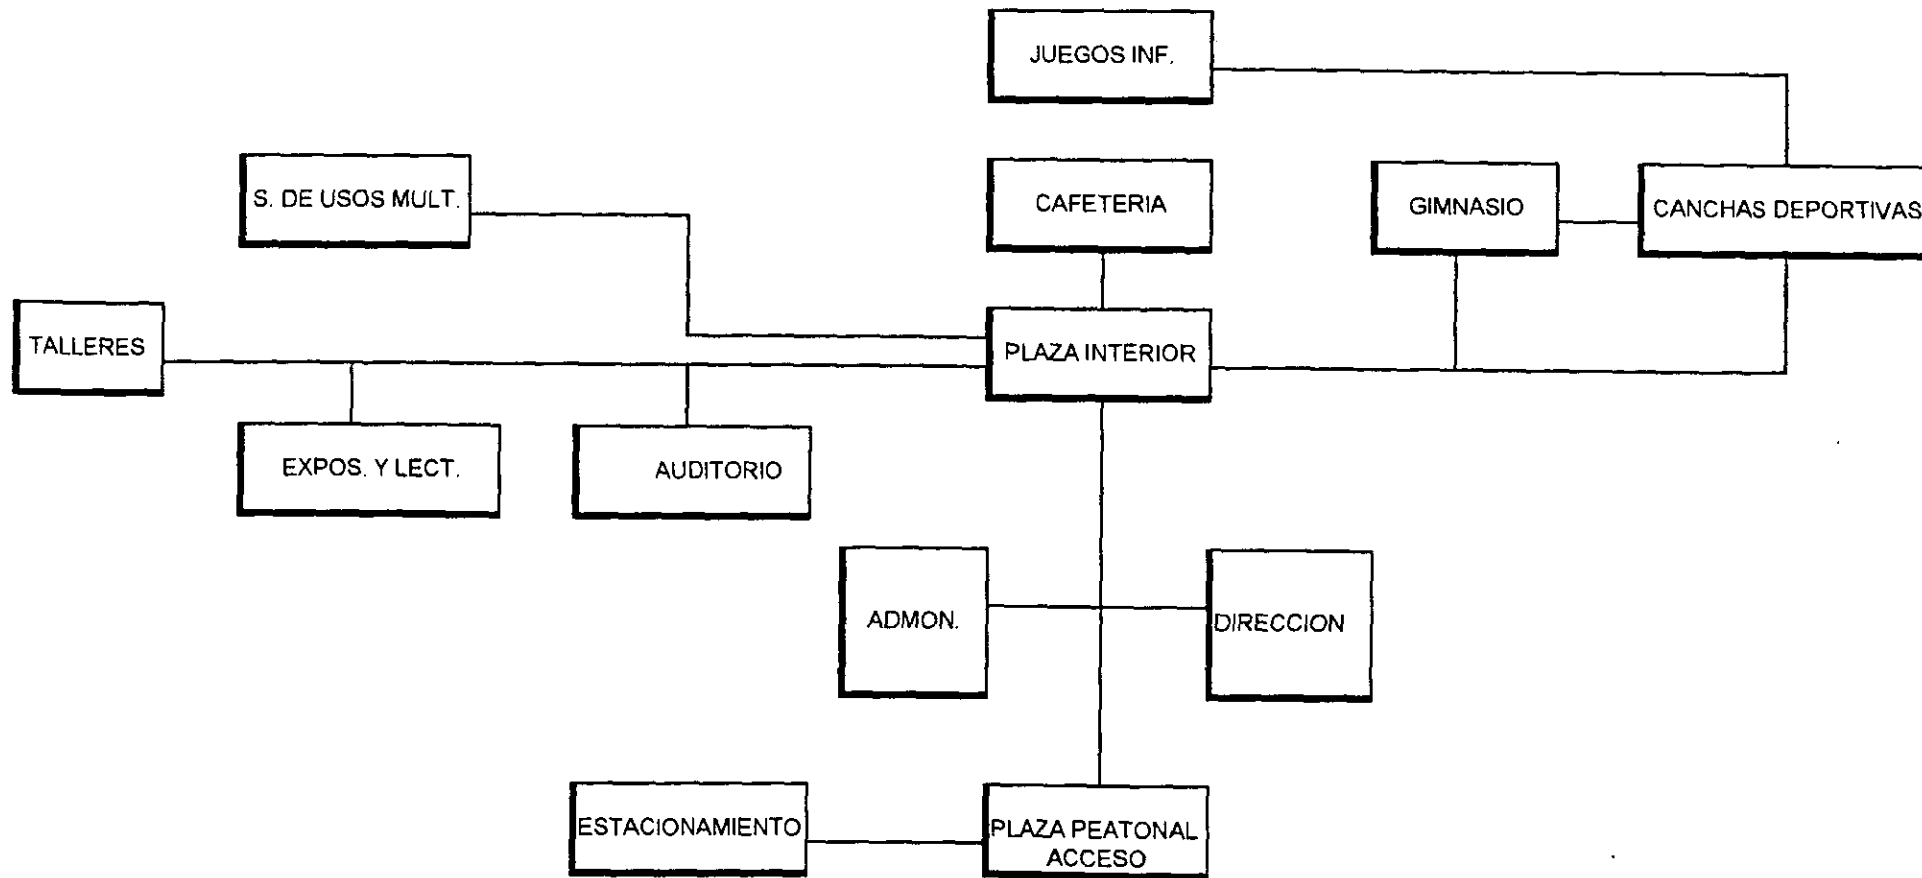 JUEGOS INF.
S. DE USOS MULT.
CAFETERIA
GIMNASIO
CANCHAS DEPORTIVAS
TALLERES
PLAZA INTERIOR
EXPOS. Y LECT.
AUDITORIO
ADMON.
DIRECCION
ESTACIONAMIENTO
PLAZA PEATONAL
ACCESO